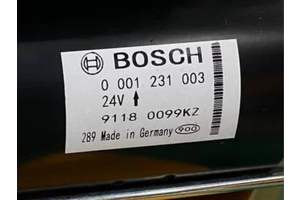 BOSCH
0 001 231 003
24V ↑
9118 0099KZ
289 Made in Germany 900